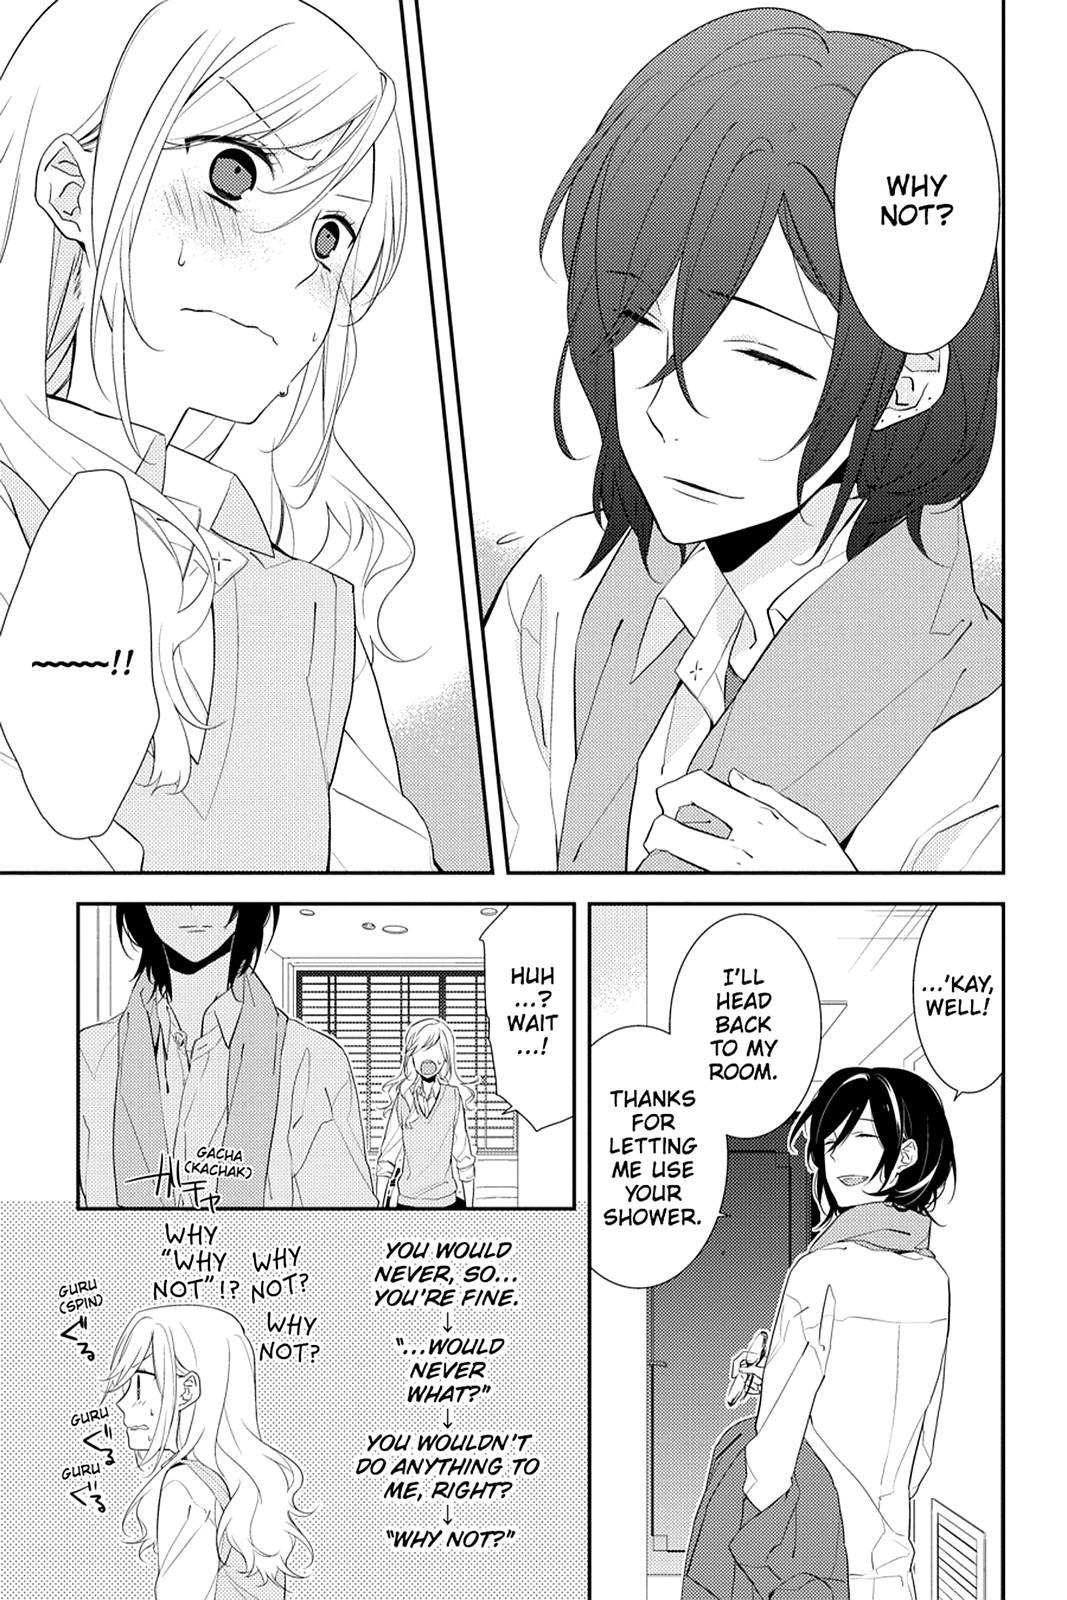 WHY
NOT?
~~~~~!!
...'KAY,
WELL!
I'LL
HEAD
BACK
TO MY
ROOM.
THANKS
FOR
LETTING
ME USE
YOUR
SHOWER.
HUH
...?
WAIT
...!
GACHA
(KACHAK)
ガチャ
YOU WOULD
NEVER, SO...
YOU'RE FINE.
↓
"...WOULD
NEVER
WHAT?"
↓
YOU WOULDN'T
DO ANYTHING TO
ME, RIGHT?
↓
"WHY NOT?"
WHY
NOT?
WHY
NOT?
WHY
"WHY
NOT"!?
GURU
(SPIN)
ぐる
GURU
ぐる
GURU
ぐる